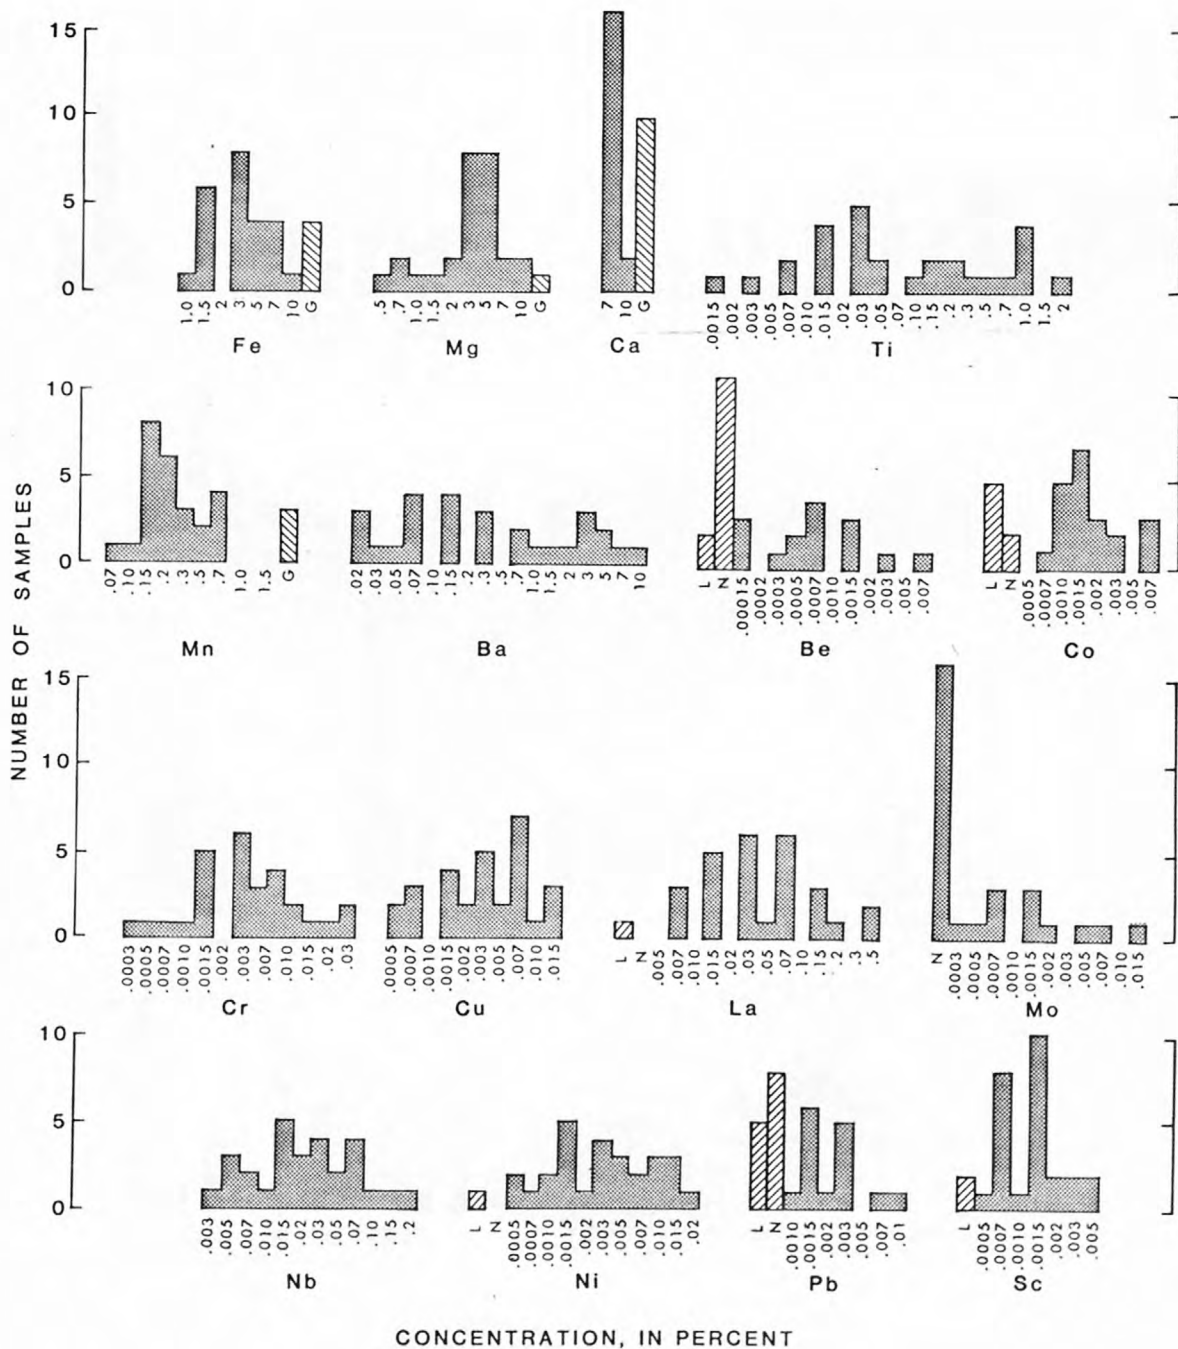 NUMBER OF SAMPLES
15
10
5
0
1.0 1.5 2 3 5 7 10 G
Fe
.5 .7 1.0 1.5 2 3 5 7 10 G
Mg
7 10 G
Ca
.0015 .002 .003 .005 .007 .010 .015 .02 .03 .05 .07 .10 .15 .2 .3 .5 .7 1.0 1.5 2
Ti
10
5
0
.07 .10 .15 .2 .3 .5 .7 1.0 1.5 G
Mn
.02 .03 .05 .07 .10 .15 .2 .3 .5 .7 1.0 1.5 2 3 5 7 10
Ba
L N .00015 .0002 .0003 .0005 .0007 .0010 .0015 .002 .003 .005 .007
Be
L N .0005 .0007 .0010 .0015 .002 .003 .005 .007
Co
15
10
5
0
.0003 .0005 .0007 .0010 .0015 .002 .003 .007 .010 .015 .02 .03
Cr
.0005 .0007 .0010 .0015 .002 .003 .005 .007 .010 .015
Cu
L N .005 .007 .010 .015 .02 .03 .05 .07 .10 .15 .2 .3 .5
La
N .0003 .0005 .0007 .0010 .0015 .002 .003 .005 .007 .010 .015
Mo
10
5
0
.003 .005 .007 .010 .015 .02 .03 .05 .07 .10 .15 .2
Nb
L N .0005 .0007 .0010 .0015 .002 .003 .005 .007 .010 .015 .02
Ni
L N .0010 .0015 .002 .003 .005 .007 .01
Pb
L .0005 .0007 .0010 .0015 .002 .003 .005
Sc
CONCENTRATION, IN PERCENT